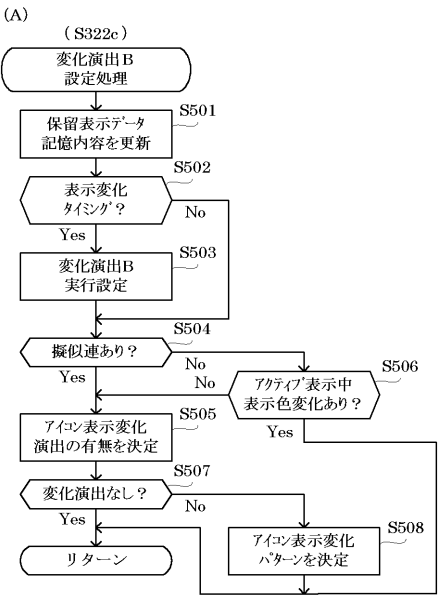 (A)
(S322c)
変化演出B
設定処理
S501
保留表示データ
記憶内容を更新
S502
表示変化
タイミング?
No
Yes
S503
変化演出B
実行設定
S504
擬似連あり?
No
Yes
S506
アクティブ表示中
表示色変化あり?
No
Yes
S505
アイコン表示変化
演出の有無を決定
S507
変化演出なし?
No
Yes
S508
アイコン表示変化
パターンを決定
リターン